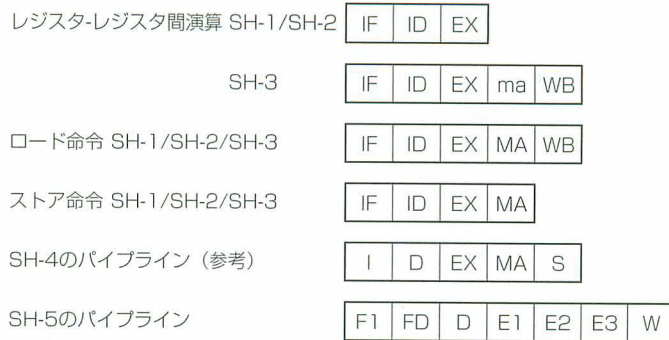 レジスタ-レジスタ間演算 SH-1/SH-2 IF ID EX
SH-3 IF ID EX ma WB
ロード命令 SH-1/SH-2/SH-3 IF ID EX MA WB
ストア命令 SH-1/SH-2/SH-3 IF ID EX MA
SH-4のパイプライン（参考） I D EX MA S
SH-5のパイプライン F1 FD D E1 E2 E3 W